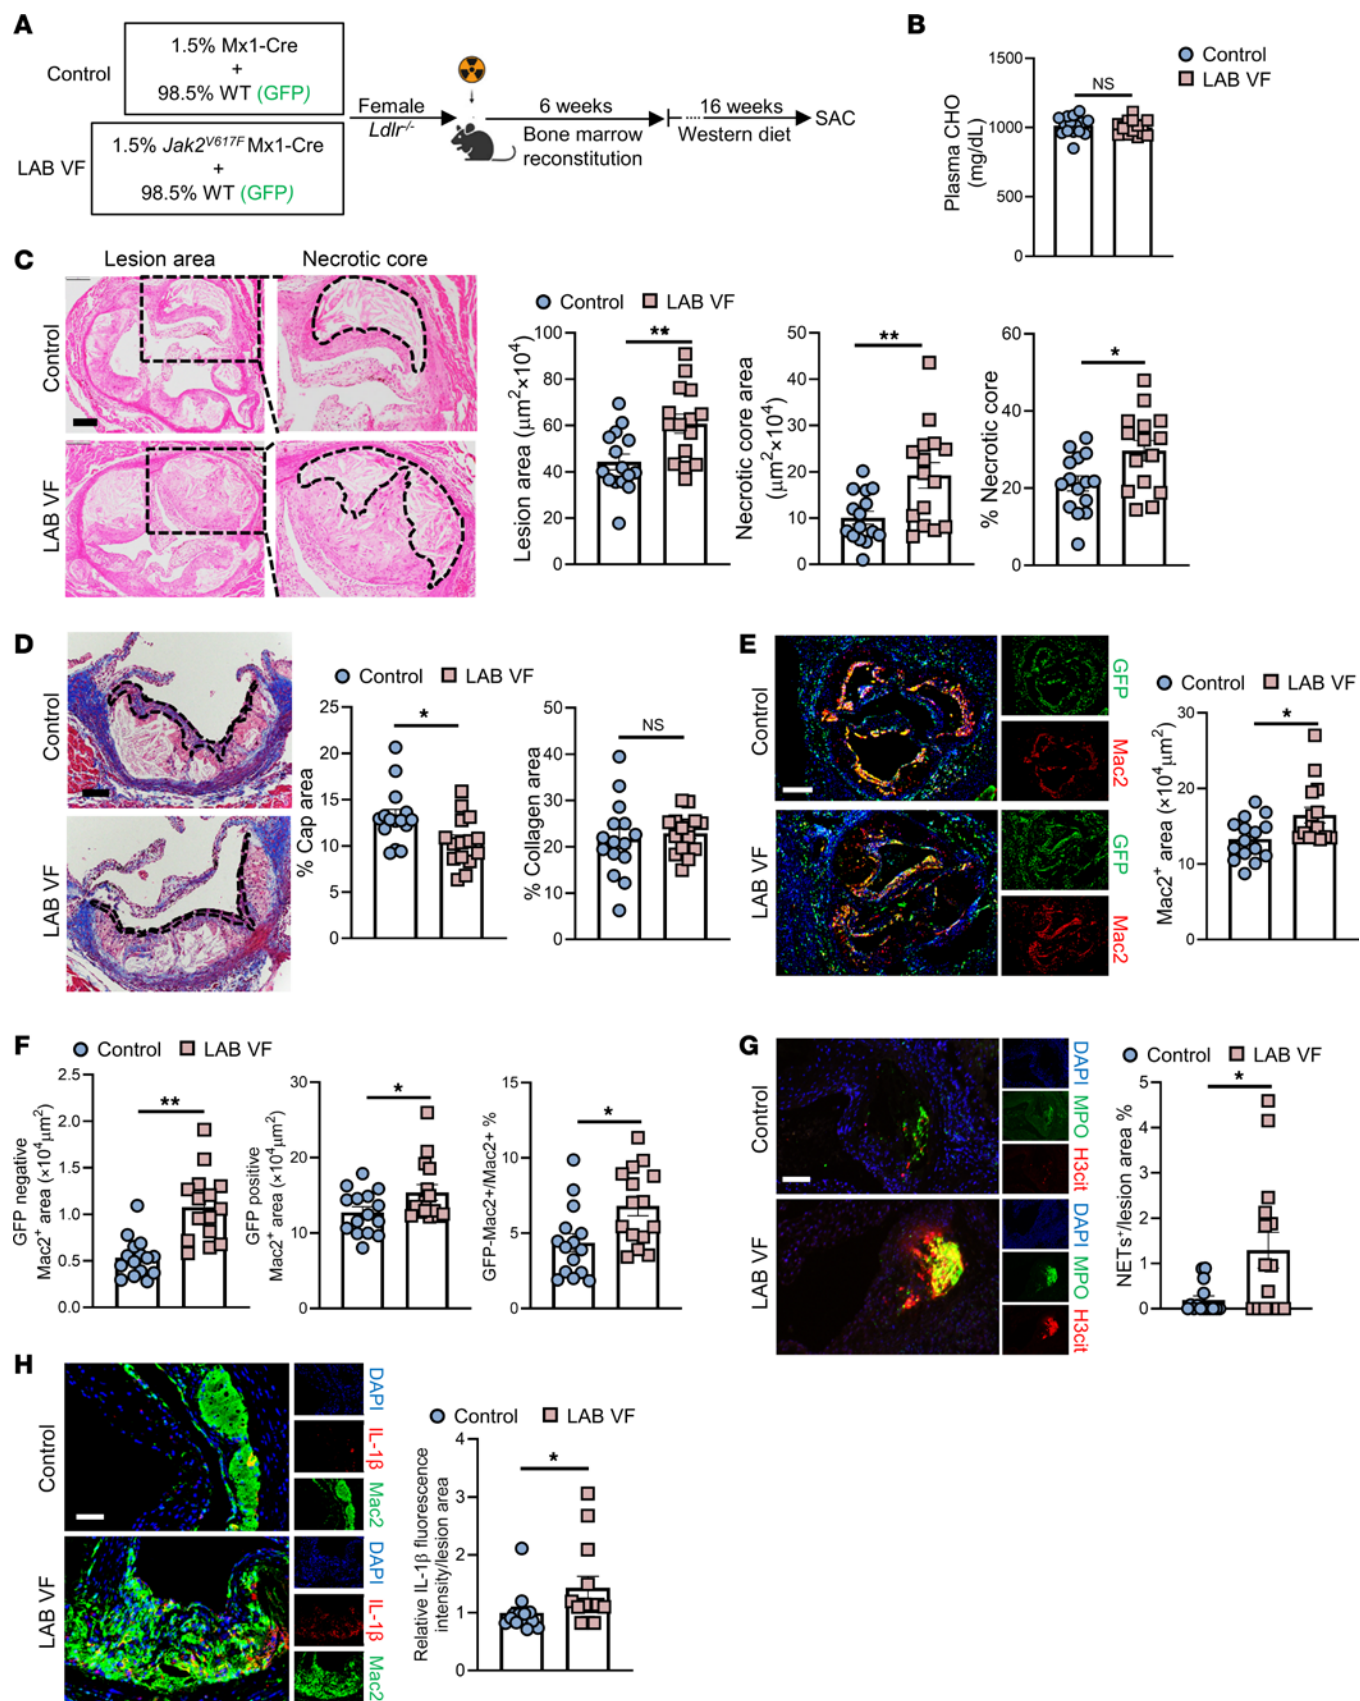 A
Control
1.5% Mx1-Cre
+
98.5% WT (GFP)
LAB VF
1.5% Jak2V617F Mx1-Cre
+
98.5% WT (GFP)
Female
Ldlr-/-
6 weeks
Bone marrow
reconstitution
16 weeks
Western diet
SAC
B
Control
LAB VF
NS
Plasma CHO
(mg/dL)
1500
1000
500
0
C
Lesion area
Necrotic core
Control
LAB VF
Control
LAB VF
**
Lesion area (μm²×10⁴)
100
80
60
40
20
0
**
Necrotic core area
(μm²×10⁴)
50
40
30
20
10
0
*
% Necrotic core
60
40
20
0
D
Control
LAB VF
Control
LAB VF
*
% Cap area
25
20
15
10
5
0
Control
LAB VF
NS
% Collagen area
50
40
30
20
10
0
E
Control
LAB VF
GFP
Mac2
GFP
Mac2
Control
LAB VF
*
Mac2⁺ area (×10⁴μm²)
30
20
10
0
F
Control
LAB VF
**
GFP negative
Mac2⁺ area (×10⁴μm²)
2.5
2.0
1.5
1.0
0.5
0.0
*
GFP positive
Mac2⁺ area (×10⁴μm²)
30
20
10
0
*
GFP-Mac2+/Mac2+ %
15
10
5
0
G
Control
LAB VF
DAPI
MPO
H3cit
DAPI
MPO
H3cit
Control
LAB VF
*
NETs⁺/lesion area %
5
4
3
2
1
0
H
Control
LAB VF
DAPI
IL-1β
Mac2
DAPI
IL-1β
Mac2
Control
LAB VF
*
Relative IL-1β fluorescence
intensity/lesion area
4
3
2
1
0